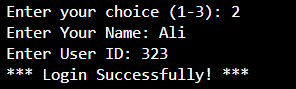 Enter your choice (1-3): 2
Enter Your Name: Ali
Enter User ID: 323
*** Login Successfully! ***